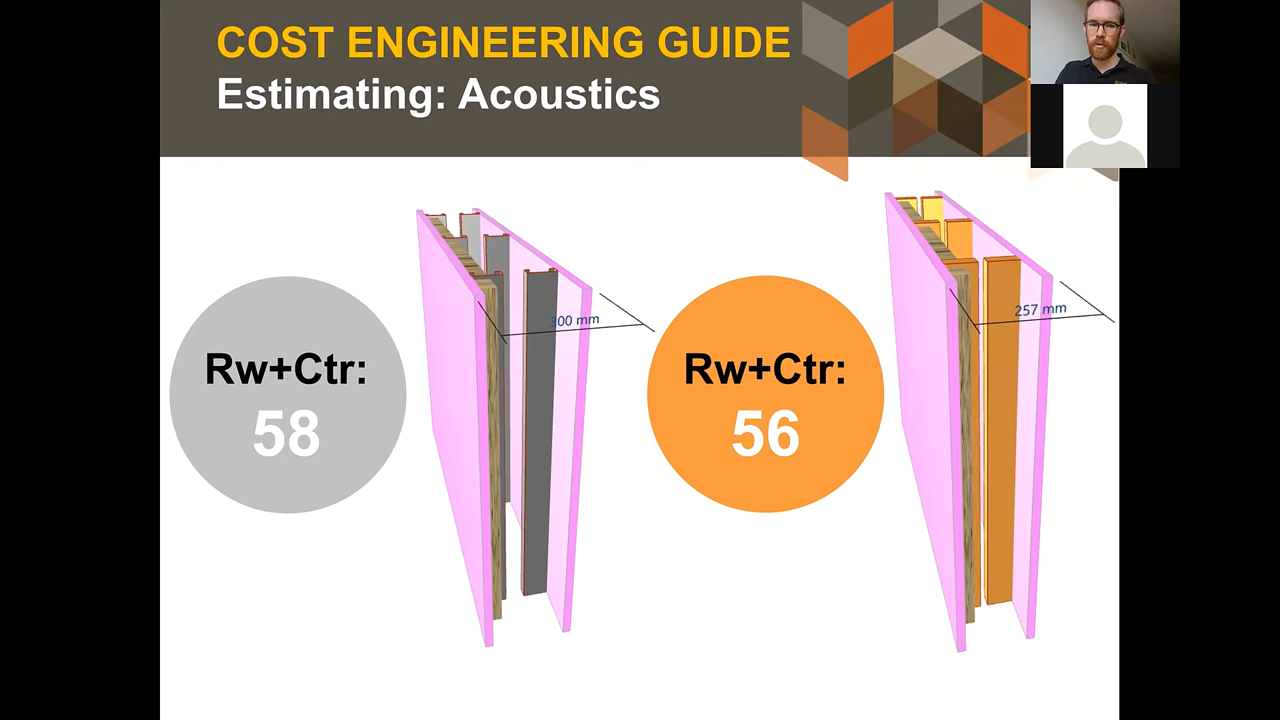 COST ENGINEERING GUIDE
Estimating: Acoustics
300 mm
257 mm
Rw+Ctr:
58
Rw+Ctr:
56